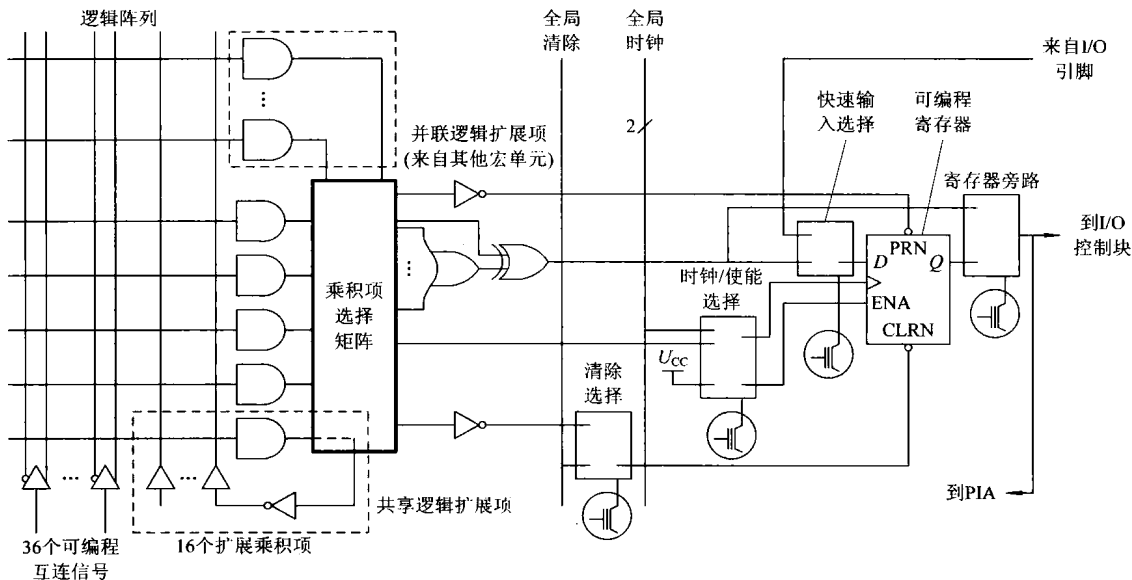 逻辑阵列
全局
清除
全局
时钟
来自I/O
引脚
快速输
入选择
可编程
寄存器
2
…
并联逻辑扩展项
(来自其他宏单元)
寄存器旁路
PRN
到I/O
控制块
D
Q
…
时钟/使能
选择
乘积项
选择
矩阵
ENA
CLRN
UCC
清除
选择
…
…
共享逻辑扩展项
到PIA
36个可编程
互连信号
16个扩展乘积项